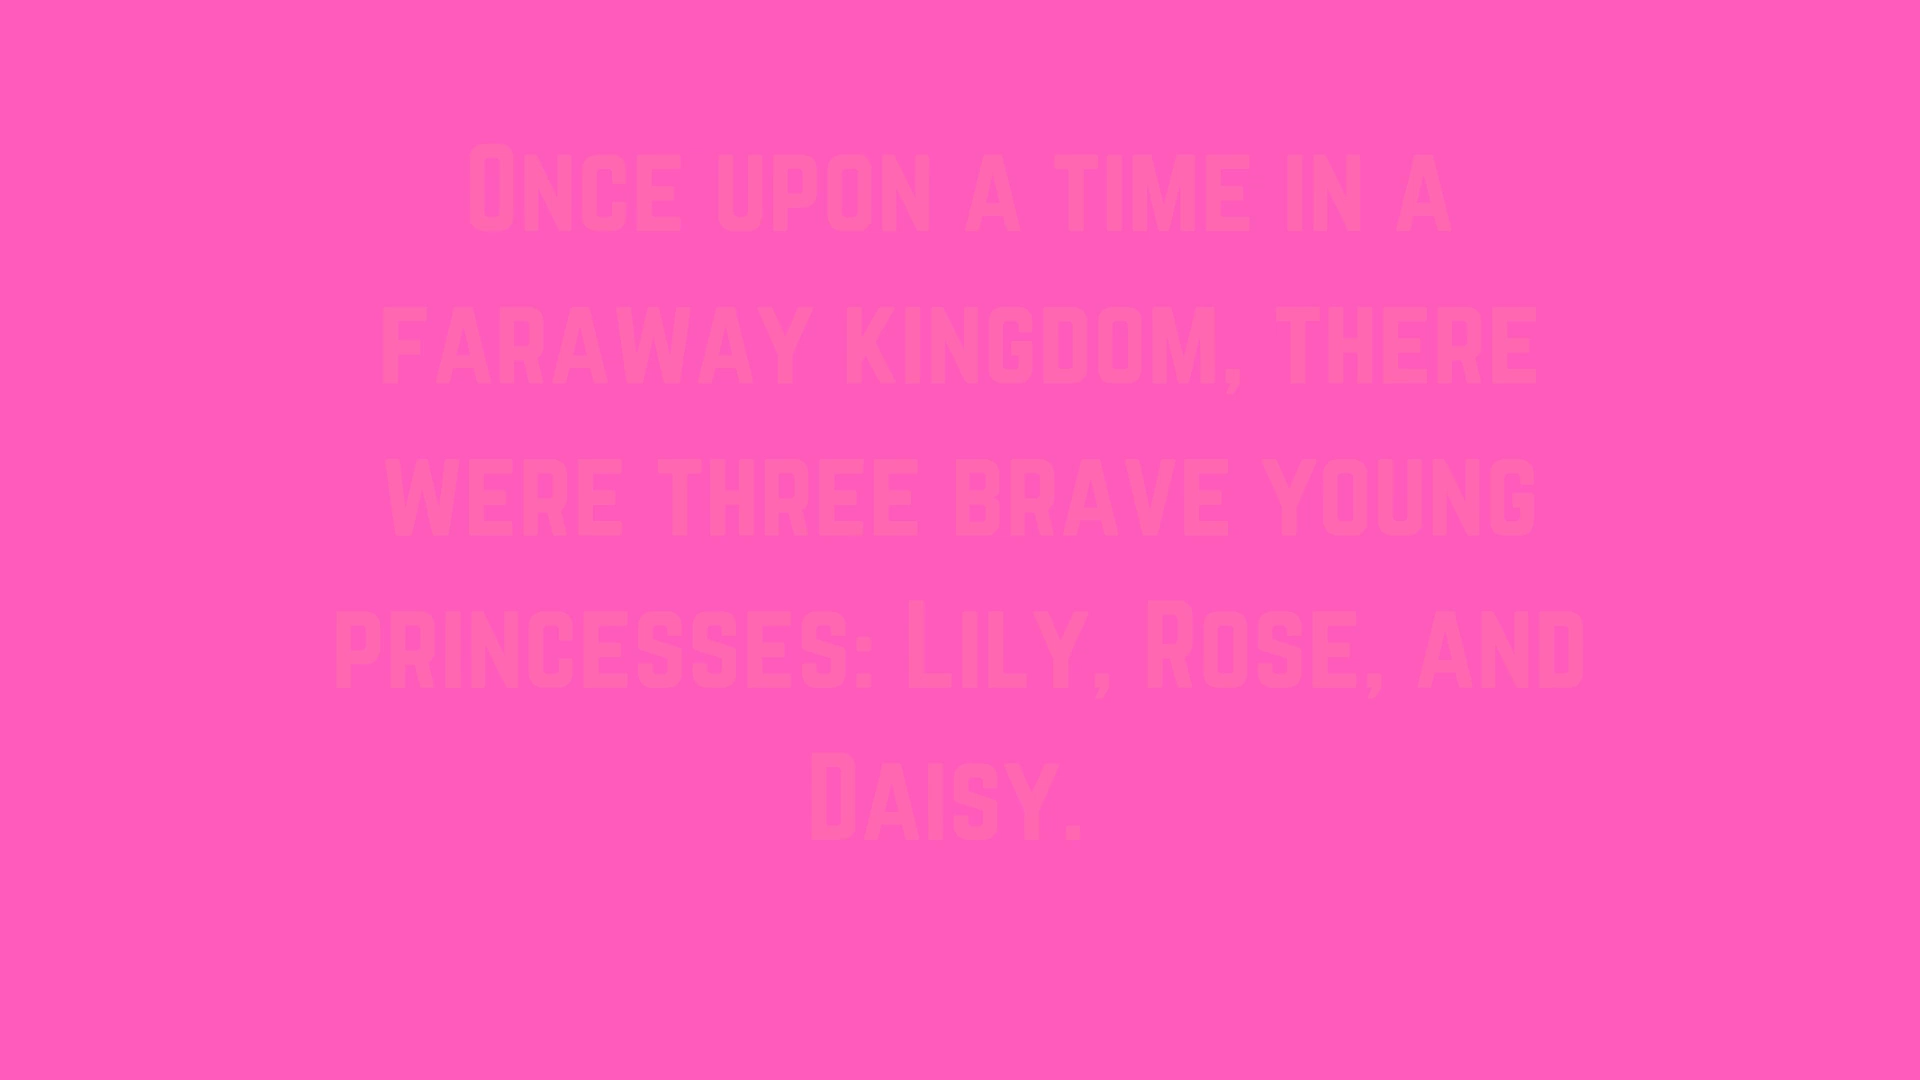 Once upon a time in a
faraway kingdom, there
were three brave young
princesses: Lily, Rose, and
Daisy.